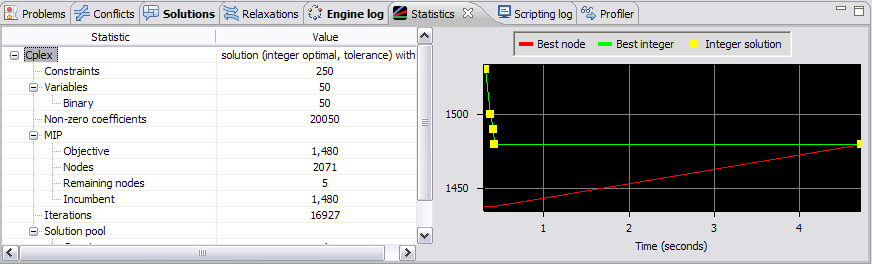 Problems Conflicts Solutions Relaxations Engine log Statistics Scripting log Profiler
Statistic Value
Cplex solution (integer optimal, tolerance) with
Constraints 250
Variables 50
Binary 50
Non-zero coefficients 20050
MIP
Objective 1,480
Nodes 2071
Remaining nodes 5
Incumbent 1,480
Iterations 16927
Solution pool
Best node Best integer Integer solution
1500
1450
1 2 3 4
Time (seconds)